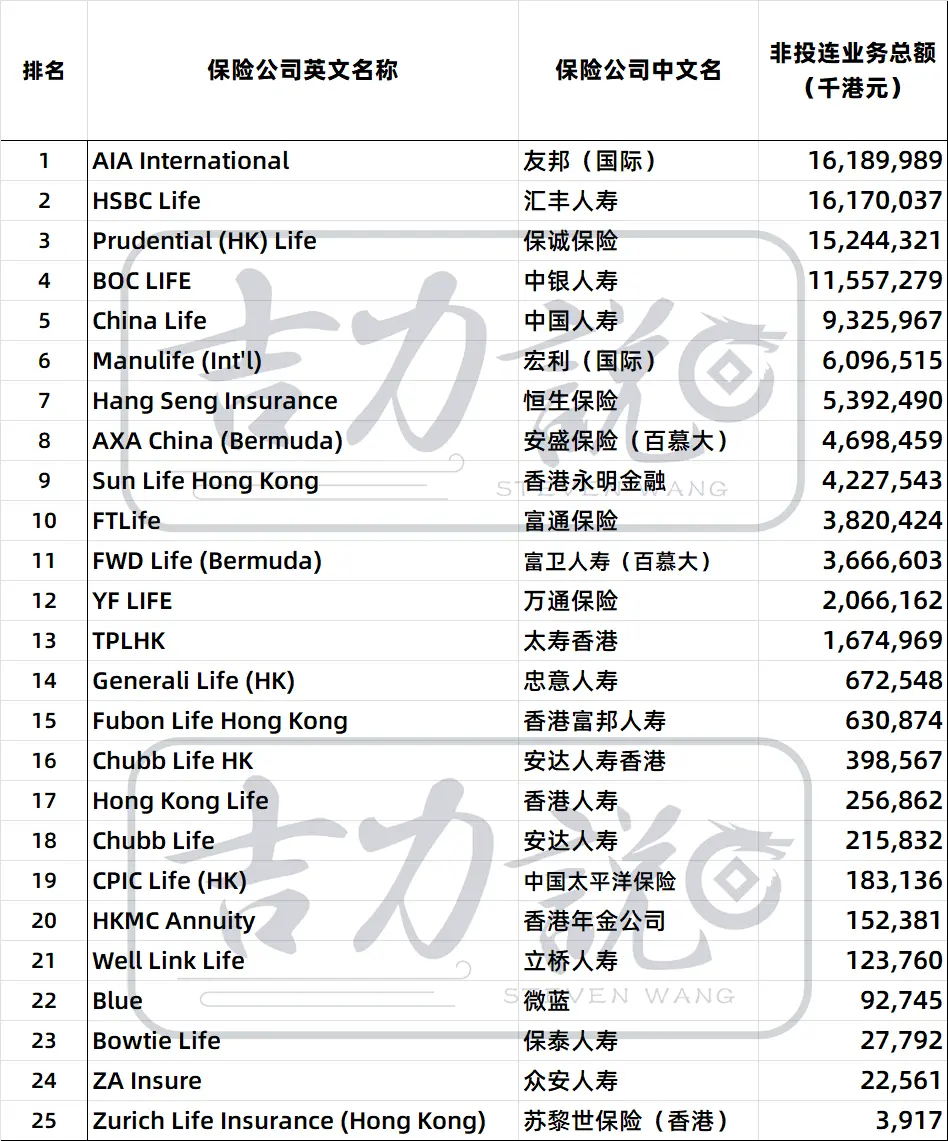 排名 保险公司英文名称 保险公司中文名 非投连业务总额
（千港元）
1 AIA International 友邦（国际） 16,189,989
2 HSBC Life 汇丰人寿 16,170,037
3 Prudential (HK) Life 保诚保险 15,244,321
4 BOC LIFE 中银人寿 11,557,279
5 China Life 中国人寿 9,325,967
6 Manulife (Int'l) 宏利（国际） 6,096,515
7 Hang Seng Insurance 恒生保险 5,392,490
8 AXA China (Bermuda) 安盛保险（百慕大） 4,698,459
9 Sun Life Hong Kong 香港永明金融 4,227,543
10 FTLife 富通保险 3,820,424
11 FWD Life (Bermuda) 富卫人寿（百慕大） 3,666,603
12 YF LIFE 万通保险 2,066,162
13 TPLHK 太寿香港 1,674,969
14 Generali Life (HK) 忠意人寿 672,548
15 Fubon Life Hong Kong 香港富邦人寿 630,874
16 Chubb Life HK 安达人寿香港 398,567
17 Hong Kong Life 香港人寿 256,862
18 Chubb Life 安达人寿 215,832
19 CPIC Life (HK) 中国太平洋保险 183,136
20 HKMC Annuity 香港年金公司 152,381
21 Well Link Life 立桥人寿 123,760
22 Blue 微蓝 92,745
23 Bowtie Life 保泰人寿 27,792
24 ZA Insure 众安人寿 22,561
25 Zurich Life Insurance (Hong Kong) 苏黎世保险（香港） 3,917
吉力説
STEVEN WANG
吉力説
STEVEN WANG